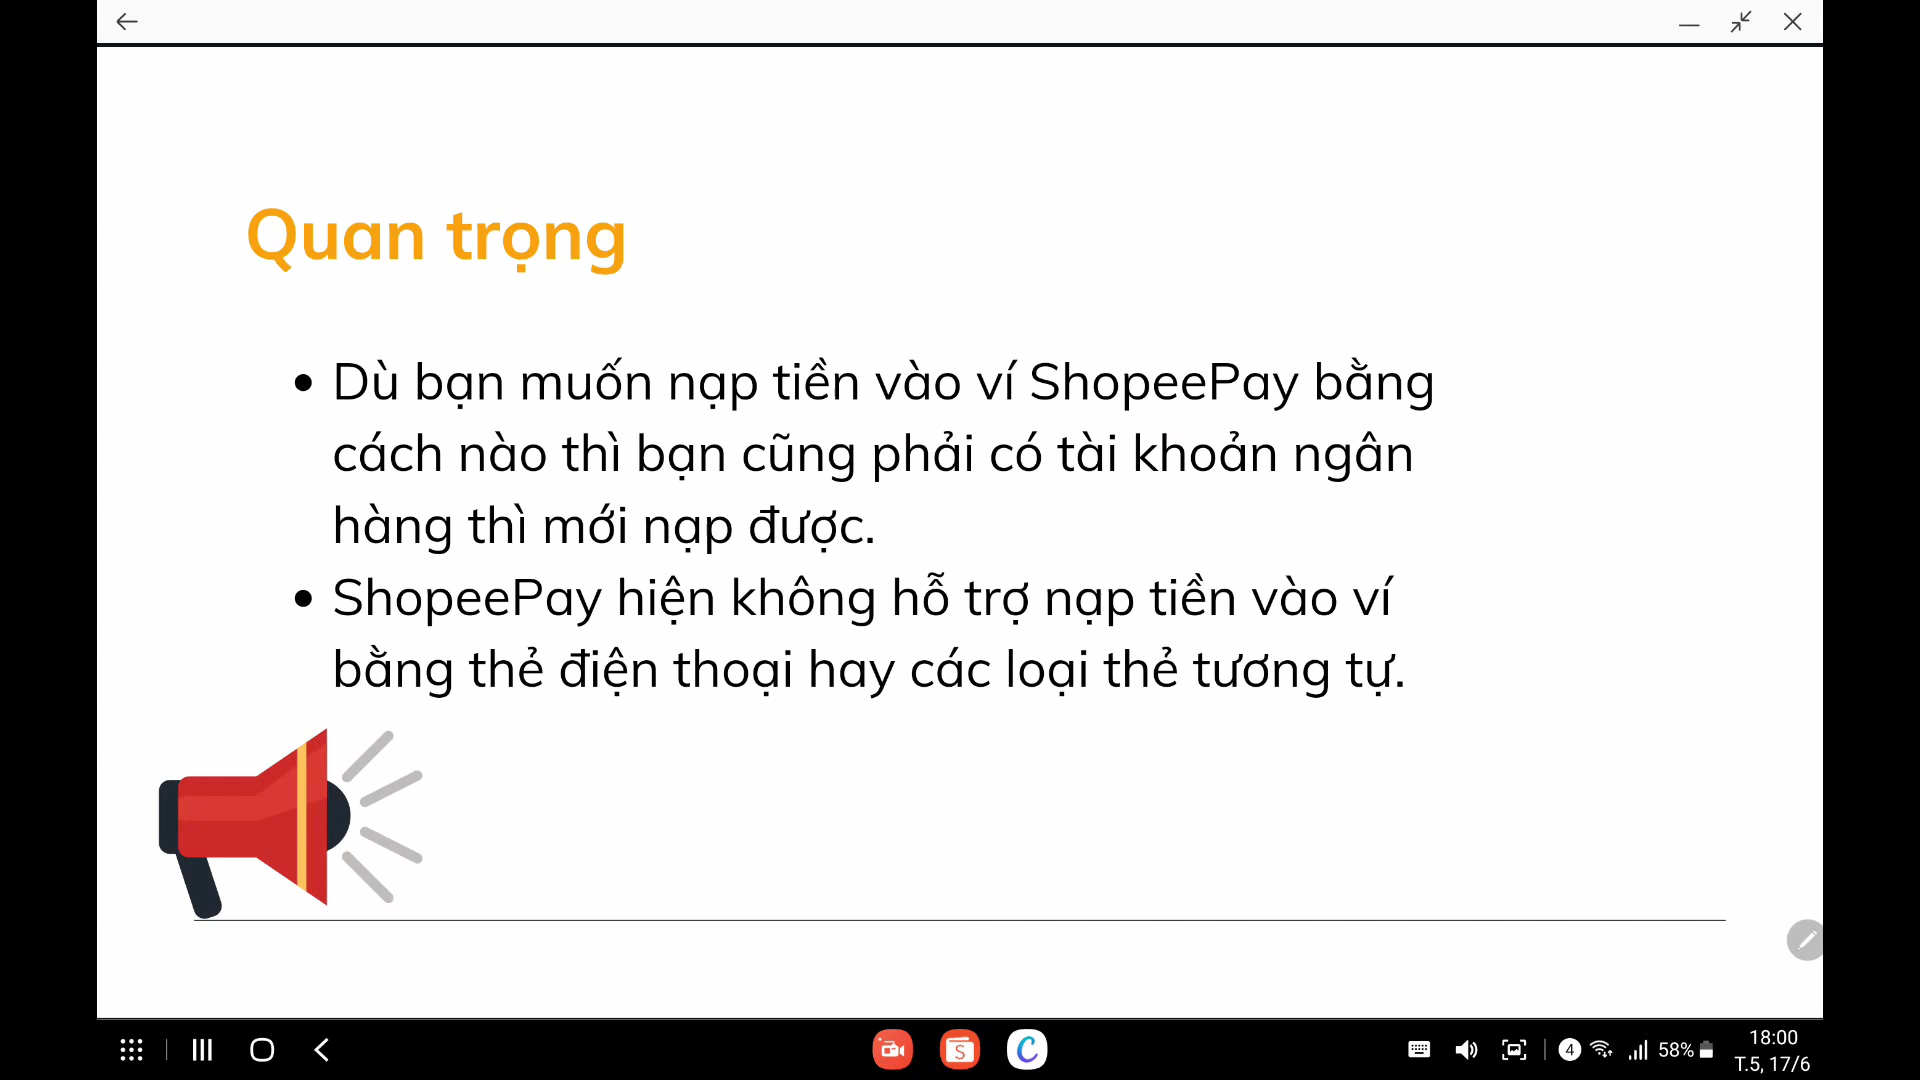 Quan trọng
• Dù bạn muốn nạp tiền vào ví ShopeePay bằng
cách nào thì bạn cũng phải có tài khoản ngân
hàng thì mới nạp được.
• ShopeePay hiện không hỗ trợ nạp tiền vào ví
bằng thẻ điện thoại hay các loại thẻ tương tự.
S
C
4
58%
18:00
T.5, 17/6